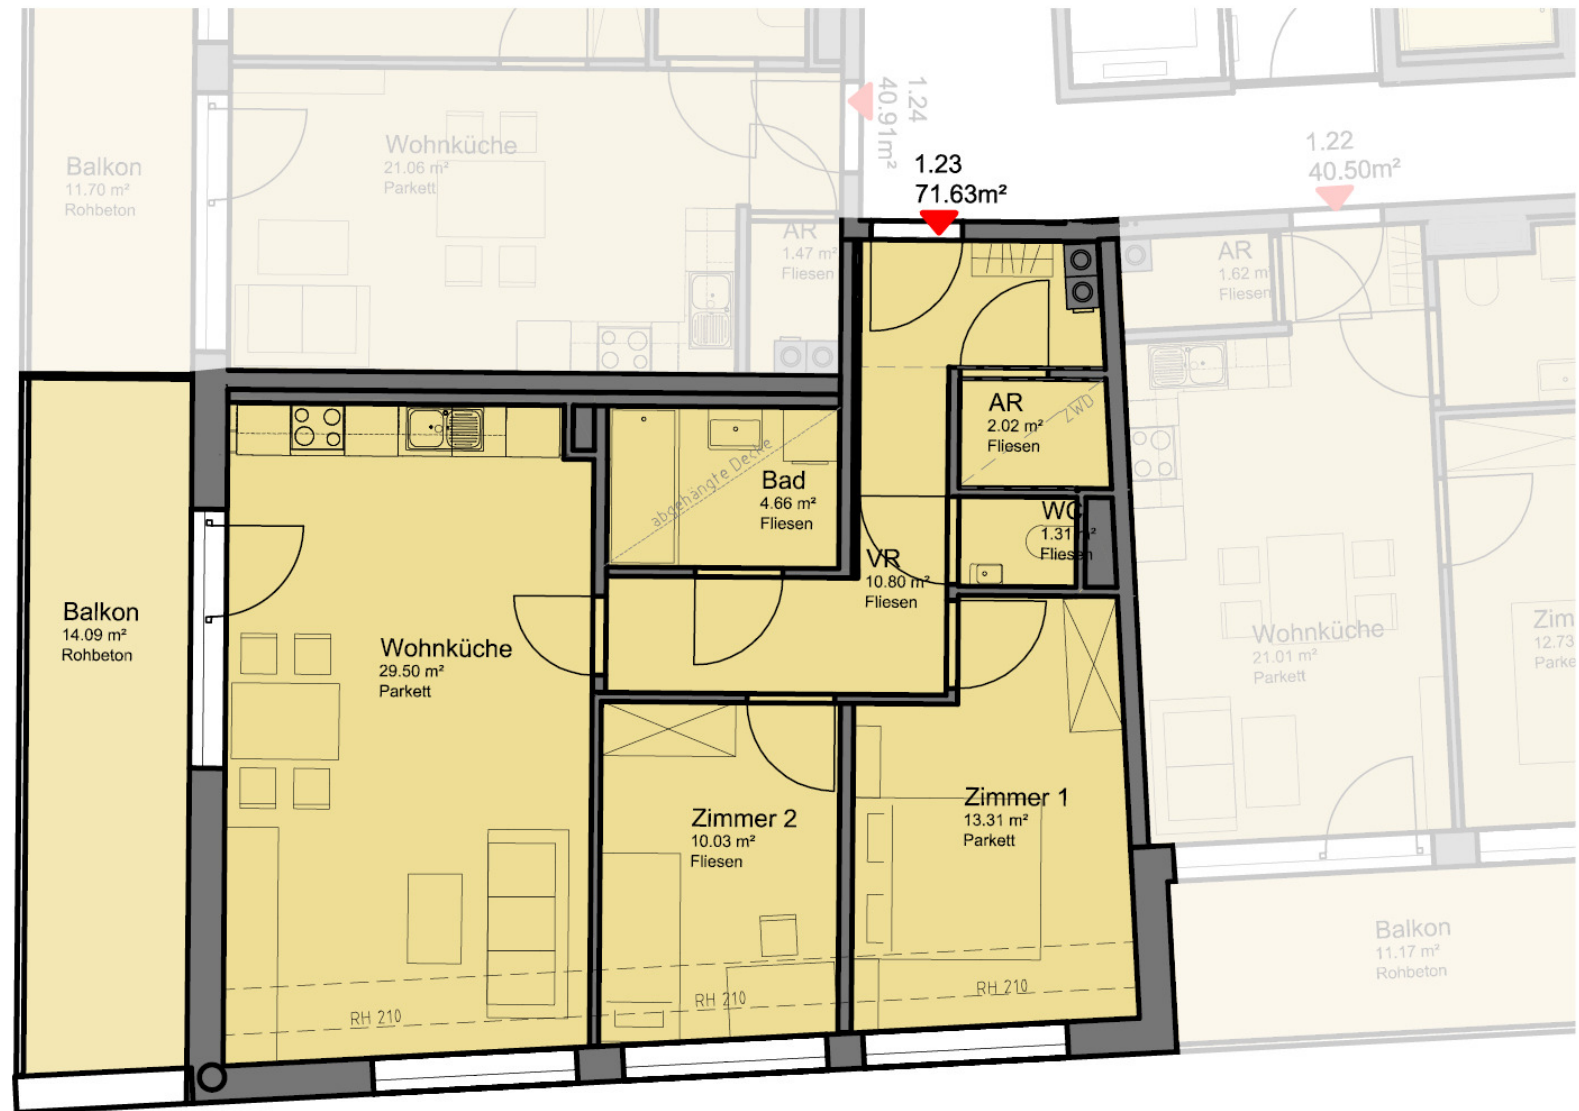 1.24
40.91m²
1.22
40.50m²
1.23
71.63m²
Balkon
11.70 m²
Rohbeton
Wohnküche
21.06 m²
Parkett
AR
1.47 m²
Fliesen
AR
1.62 m
Fliesen
AR
2.02 m²
Fliesen
ZWD
Bad
4.66 m²
Fliesen
abgehängte Decke
WC
1.31 m²
Fliesen
VR
10.80 m²
Fliesen
Balkon
14.09 m²
Rohbeton
Wohnküche
29.50 m²
Parkett
Wohnküche
21.01 m²
Parkett
Zim
12.73
Parke
Zimmer 2
10.03 m²
Fliesen
Zimmer 1
13.31 m²
Parkett
Balkon
11.17 m²
Rohbeton
RH 210
RH 210
RH 210